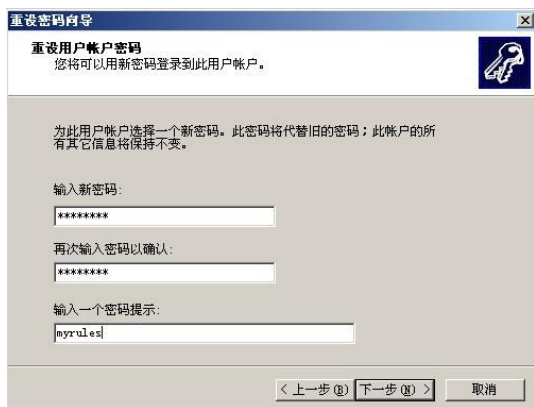 重设密码向导
重设用户帐户密码
您将可以用新密码登录到此用户帐户。
为此用户帐户选择一个新密码。此密码将代替旧的密码；此帐户的所
有其它信息将保持不变。
输入新密码:
********
再次输入密码以确认:
********
输入一个密码提示:
myrules
< 上一步(B) 下一步(N) > 取消